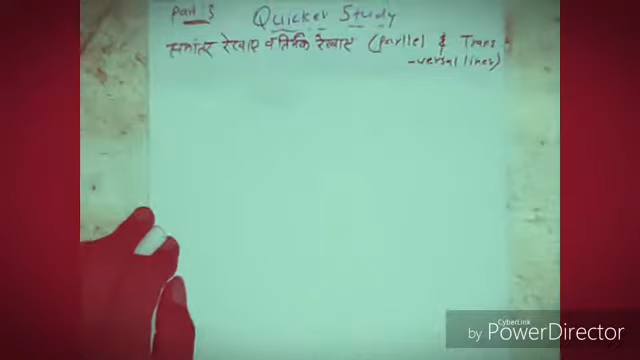 Part 3
Quicker Study
समांतर रेखाए व तिर्यक रेखाए (parllel & Trans
-versal lines)
CyberLink
by PowerDirector